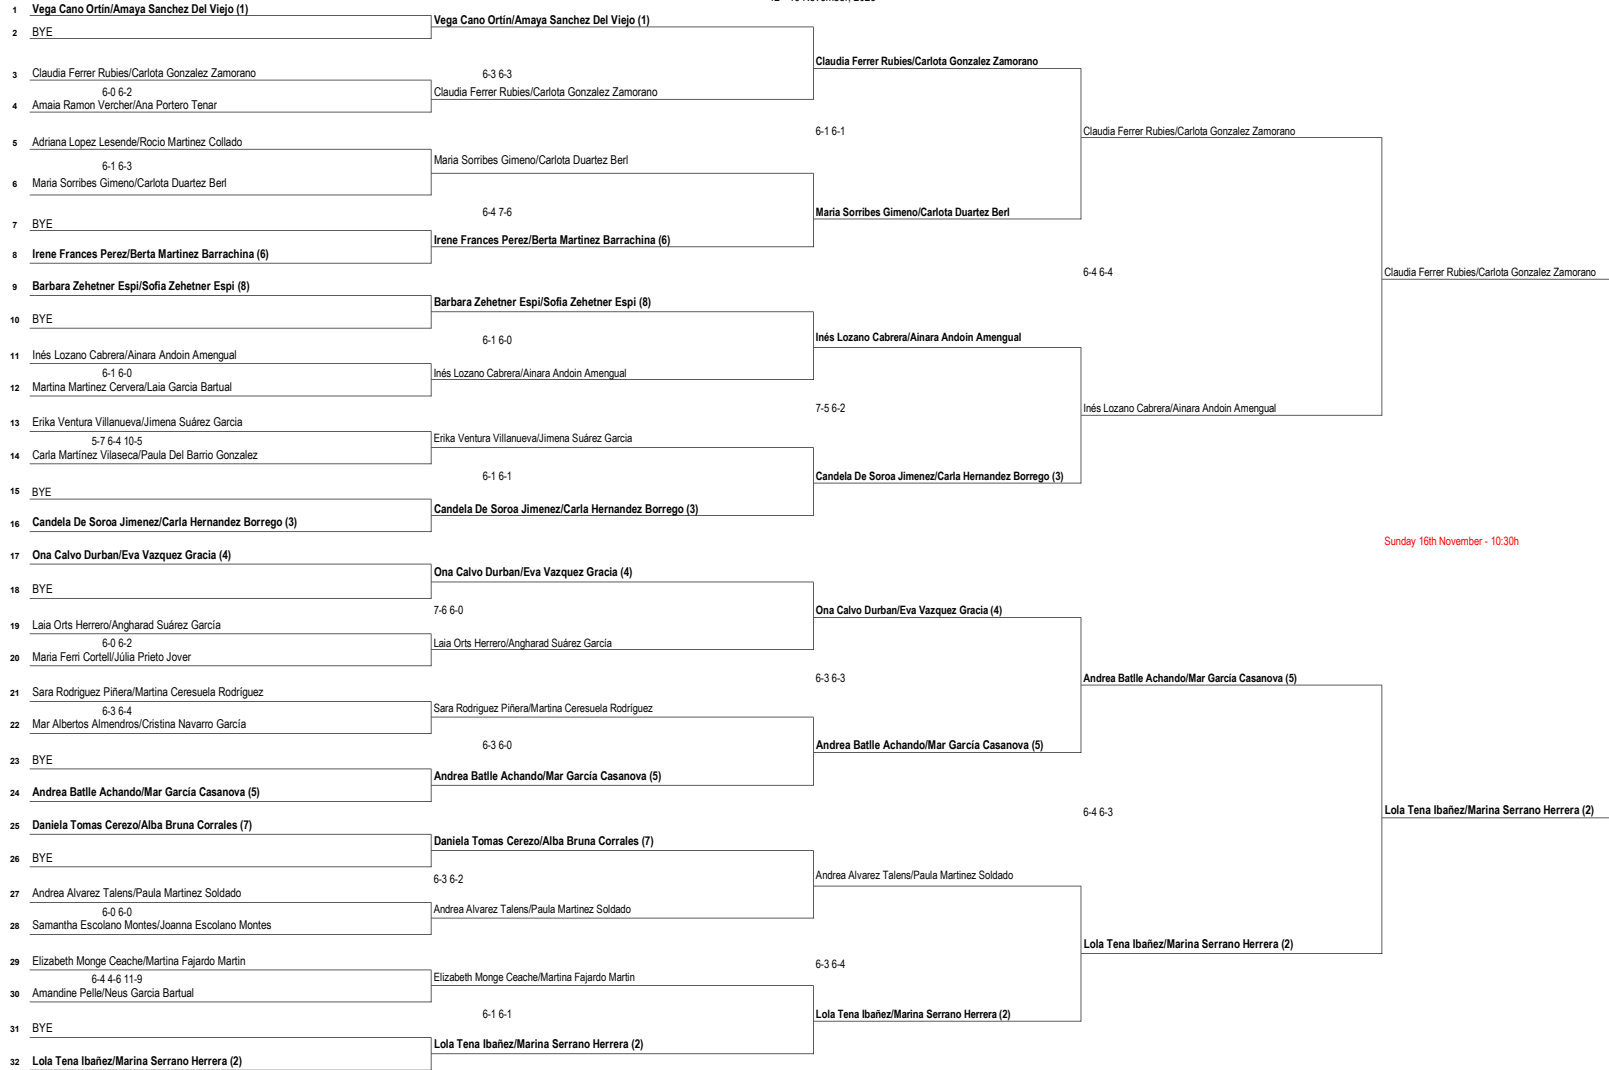 1 Vega Cano Ortín/Amaya Sanchez Del Viejo (1)
Vega Cano Ortín/Amaya Sanchez Del Viejo (1)
2 BYE
Claudia Ferrer Rubies/Carlota Gonzalez Zamorano
3 Claudia Ferrer Rubies/Carlota Gonzalez Zamorano
6-3 6-3
6-0 6-2
Claudia Ferrer Rubies/Carlota Gonzalez Zamorano
4 Amaia Ramon Vercher/Ana Portero Tenar
6-1 6-1
Claudia Ferrer Rubies/Carlota Gonzalez Zamorano
5 Adriana Lopez Lesende/Rocio Martinez Collado
6-1 6-3
Maria Sorribes Gimeno/Carlota Duartez Berl
6 Maria Sorribes Gimeno/Carlota Duartez Berl
6-4 7-6
Maria Sorribes Gimeno/Carlota Duartez Berl
7 BYE
Irene Frances Perez/Berta Martinez Barrachina (6)
8 Irene Frances Perez/Berta Martinez Barrachina (6)
6-4 6-4
Claudia Ferrer Rubies/Carlota Gonzalez Zamorano
9 Barbara Zehetner Espi/Sofia Zehetner Espi (8)
Barbara Zehetner Espi/Sofia Zehetner Espi (8)
10 BYE
6-1 6-0
Inés Lozano Cabrera/Ainara Andoin Amengual
11 Inés Lozano Cabrera/Ainara Andoin Amengual
6-1 6-0
Inés Lozano Cabrera/Ainara Andoin Amengual
12 Martina Martinez Cervera/Laia Garcia Bartual
7-5 6-2
Inés Lozano Cabrera/Ainara Andoin Amengual
13 Erika Ventura Villanueva/Jimena Suárez Garcia
5-7 6-4 10-5
Erika Ventura Villanueva/Jimena Suárez Garcia
14 Carla Martínez Vilaseca/Paula Del Barrio Gonzalez
6-1 6-1
Candela De Soroa Jimenez/Carla Hernandez Borrego (3)
15 BYE
Candela De Soroa Jimenez/Carla Hernandez Borrego (3)
16 Candela De Soroa Jimenez/Carla Hernandez Borrego (3)
Sunday 16th November - 10:30h
17 Ona Calvo Durban/Eva Vazquez Gracia (4)
Ona Calvo Durban/Eva Vazquez Gracia (4)
18 BYE
7-6 6-0
Ona Calvo Durban/Eva Vazquez Gracia (4)
19 Laia Orts Herrero/Angharad Suárez García
6-0 6-2
Laia Orts Herrero/Angharad Suárez García
20 Maria Ferri Cortell/Júlia Prieto Jover
6-3 6-3
Andrea Batlle Achando/Mar García Casanova (5)
21 Sara Rodriguez Piñera/Martina Ceresuela Rodríguez
6-3 6-4
Sara Rodriguez Piñera/Martina Ceresuela Rodríguez
22 Mar Albertos Almendros/Cristina Navarro García
6-3 6-0
Andrea Batlle Achando/Mar García Casanova (5)
23 BYE
Andrea Batlle Achando/Mar García Casanova (5)
24 Andrea Batlle Achando/Mar García Casanova (5)
6-4 6-3
Lola Tena Ibañez/Marina Serrano Herrera (2)
25 Daniela Tomas Cerezo/Alba Bruna Corrales (7)
Daniela Tomas Cerezo/Alba Bruna Corrales (7)
26 BYE
6-3 6-2
Andrea Alvarez Talens/Paula Martinez Soldado
27 Andrea Alvarez Talens/Paula Martinez Soldado
6-0 6-0
Andrea Alvarez Talens/Paula Martinez Soldado
28 Samantha Escolano Montes/Joanna Escolano Montes
Lola Tena Ibañez/Marina Serrano Herrera (2)
29 Elizabeth Monge Ceache/Martina Fajardo Martin
6-3 6-4
6-4 4-6 11-9
Elizabeth Monge Ceache/Martina Fajardo Martin
30 Amandine Pelle/Neus Garcia Bartual
6-1 6-1
Lola Tena Ibañez/Marina Serrano Herrera (2)
31 BYE
Lola Tena Ibañez/Marina Serrano Herrera (2)
32 Lola Tena Ibañez/Marina Serrano Herrera (2)